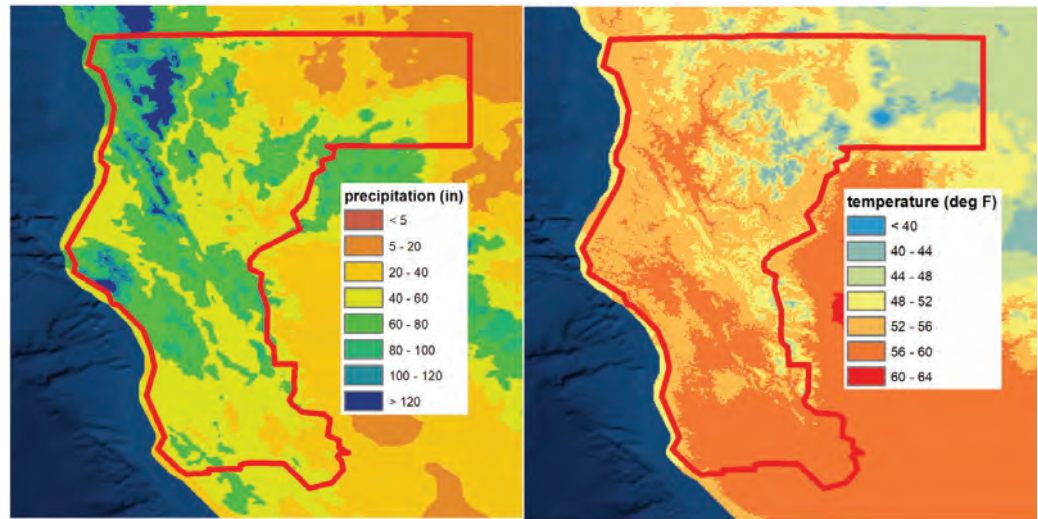 precipitation (in)
< 5
5 - 20
20 - 40
40 - 60
60 - 80
80 - 100
100 - 120
> 120
temperature (deg F)
< 40
40 - 44
44 - 48
48 - 52
52 - 56
56 - 60
60 - 64